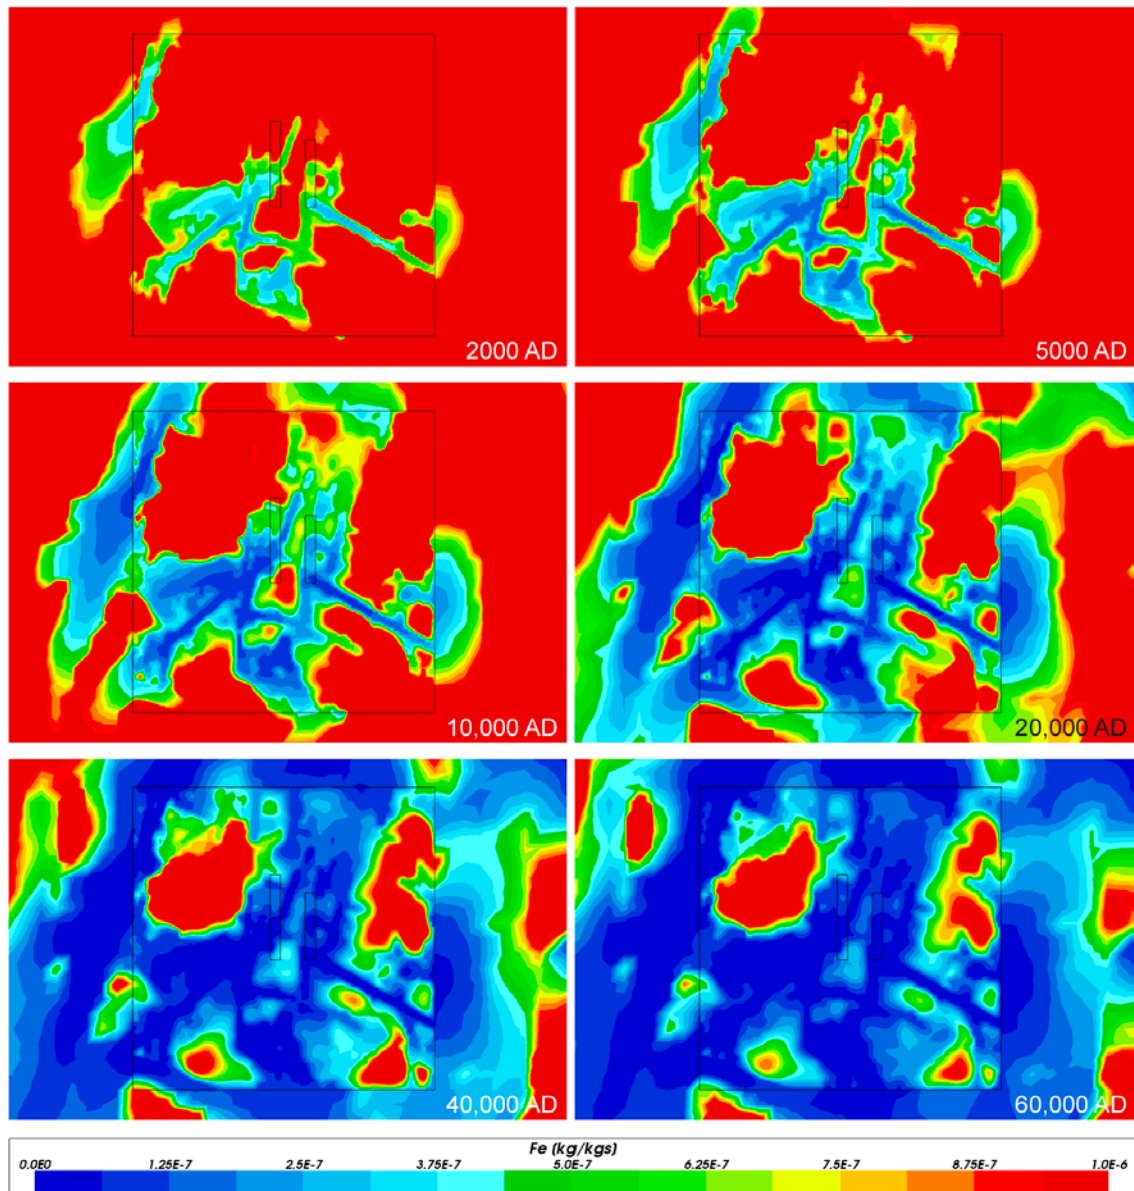 2000 AD
5000 AD
10,000 AD
20,000 AD
40,000 AD
60,000 AD
Fe (kg/kgs)
0.0E0 1.25E-7 2.5E-7 3.75E-7 5.0E-7 6.25E-7 7.5E-7 8.75E-7 1.0E-6